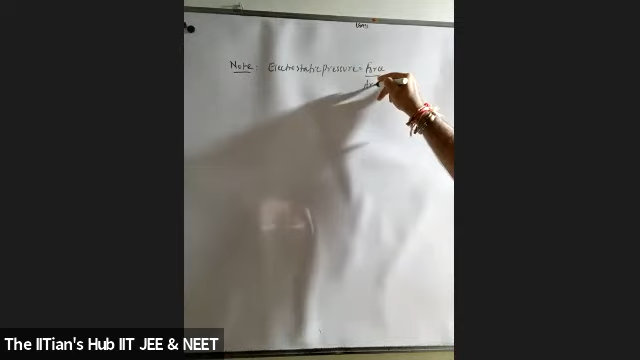 Note: Electrostatic pressure = force
The IITian's Hub IIT JEE & NEET